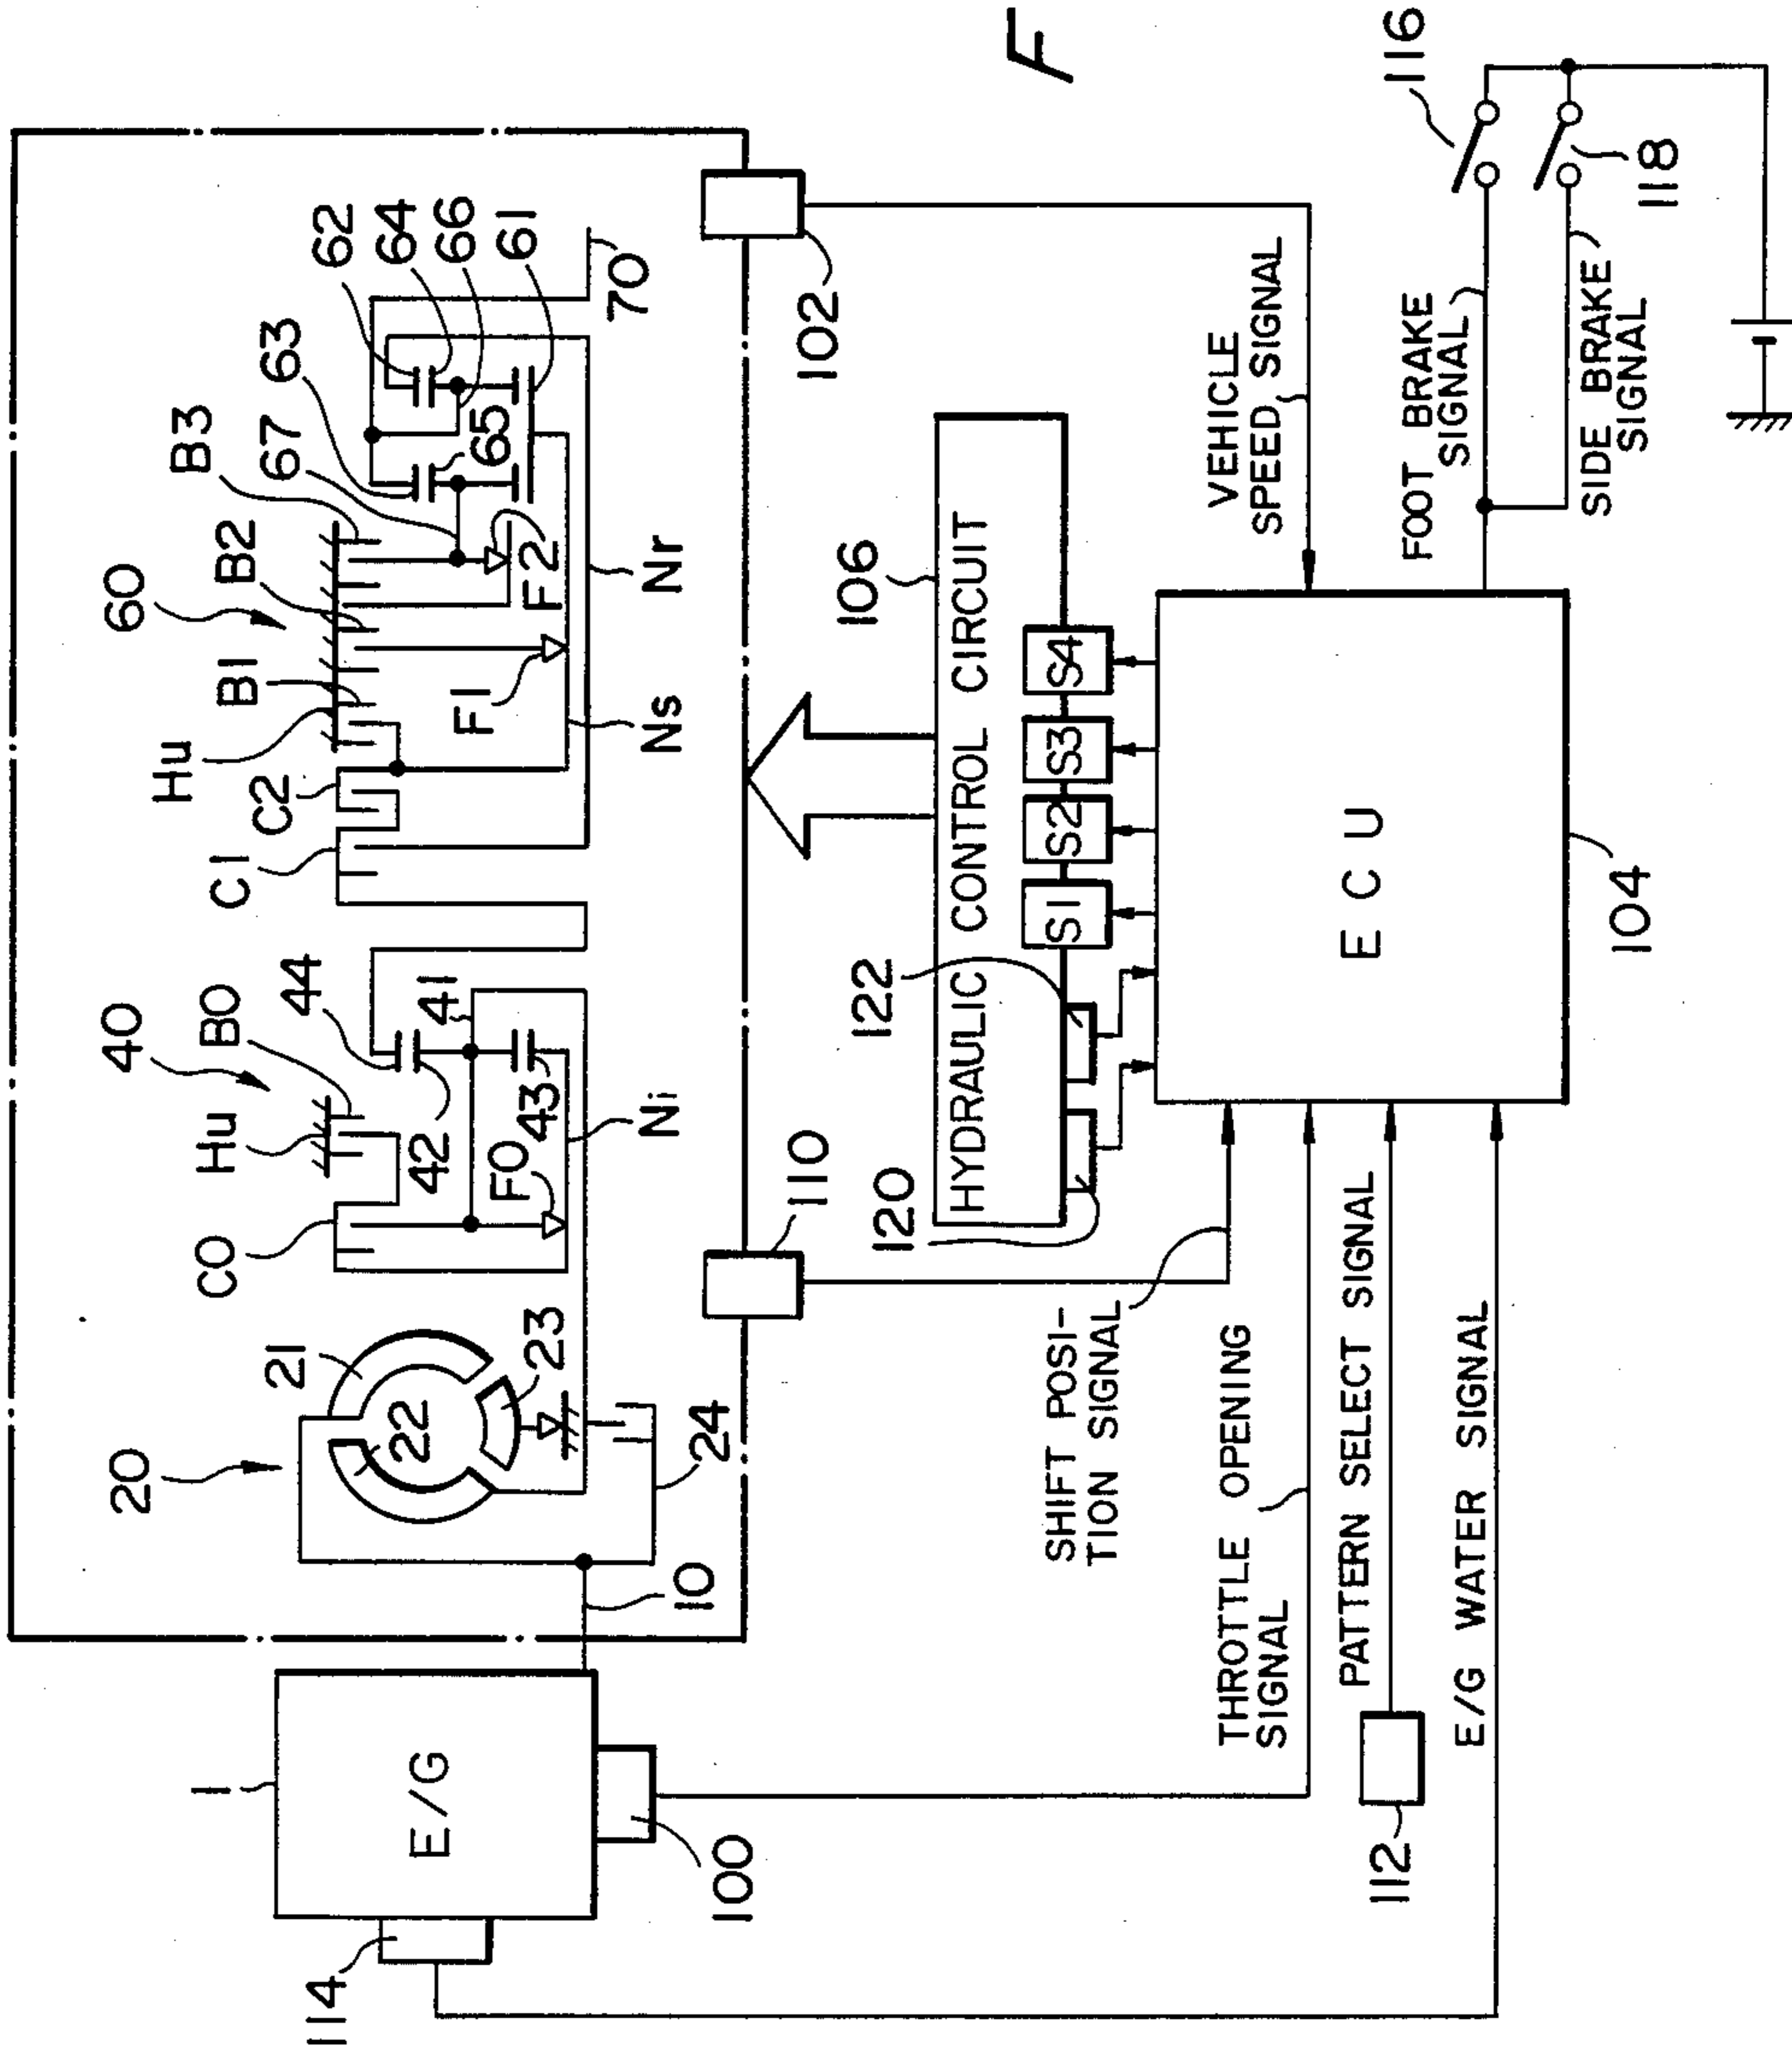 F
1
E/G
114
100
10
20
21
22
23
24
40
Hu
B0
C0
44
41
42
43
F0
Ni
60
Hu
B1
B2
B3
C1
C2
F1
F2
67
63
65
62
64
66
61
70
Ns
Nr
110
102
HYDRAULIC CONTROL CIRCUIT
106
120
122
S1
S2
S3
S4
ECU
104
SHIFT POSI-
TION SIGNAL
THROTTLE OPENING
SIGNAL
PATTERN SELECT SIGNAL
112
E/G WATER SIGNAL
VEHICLE
SPEED SIGNAL
FOOT BRAKE
SIGNAL
SIDE BRAKE
SIGNAL
116
118